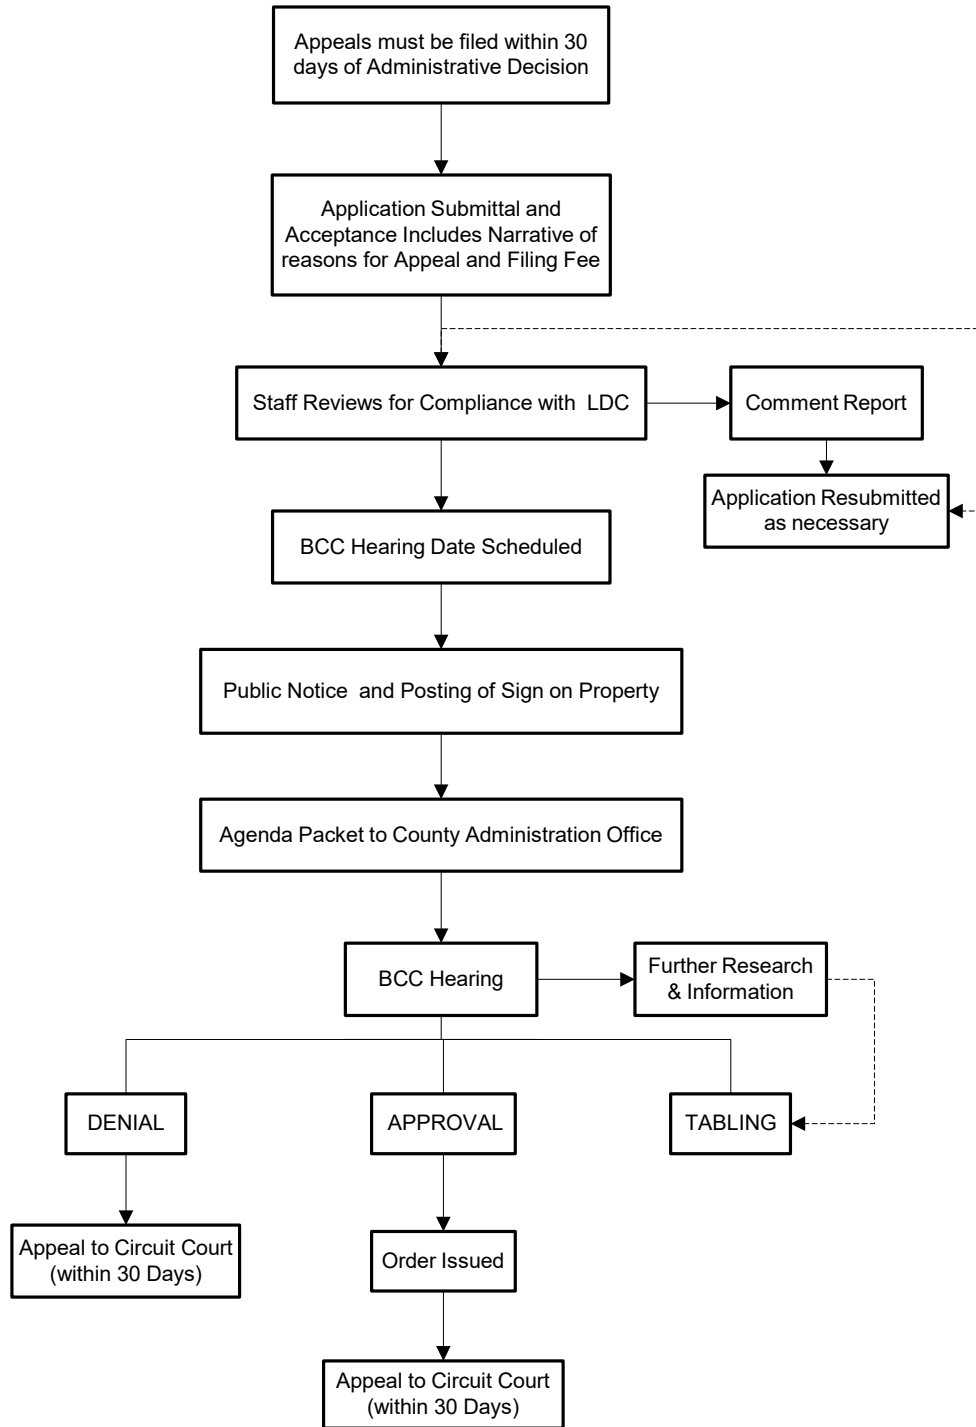 Appeals must be filed within 30
days of Administrative Decision
Application Submittal and
Acceptance Includes Narrative of
reasons for Appeal and Filing Fee
Staff Reviews for Compliance with  LDC
Comment Report
Application Resubmitted
as necessary
BCC Hearing Date Scheduled
Public Notice  and Posting of Sign on Property
Agenda Packet to County Administration Office
BCC Hearing
Further Research
& Information
DENIAL
APPROVAL
TABLING
Appeal to Circuit Court
(within 30 Days)
Order Issued
Appeal to Circuit Court
(within 30 Days)